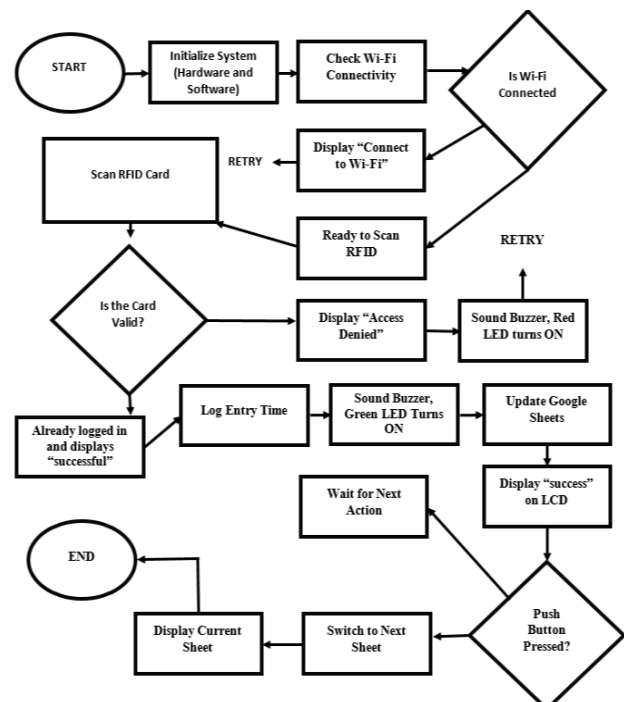 START
Initialize System
(Hardware and
Software)
Check Wi-Fi
Connectivity
Is Wi-Fi
Connected
Display “Connect
to Wi-Fi”
RETRY
Scan RFID Card
Ready to Scan
RFID
RETRY
Is the Card
Valid?
Display “Access
Denied”
Sound Buzzer, Red
LED turns ON
Already logged in
and displays
“successful”
Log Entry Time
Sound Buzzer,
Green LED Turns
ON
Update Google
Sheets
Display “success”
on LCD
Wait for Next
Action
Push
Button
Pressed?
Switch to Next
Sheet
Display Current
Sheet
END